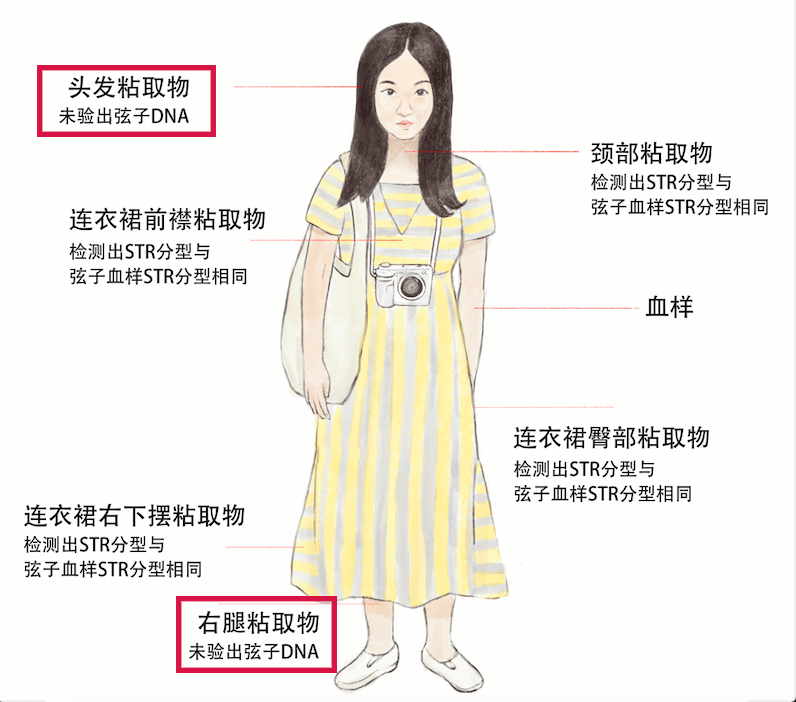 头发粘取物
未验出弦子DNA
颈部粘取物
检测出STR分型与
弦子血样STR分型相同
连衣裙前襟粘取物
检测出STR分型与
弦子血样STR分型相同
血样
连衣裙臀部粘取物
检测出STR分型与
弦子血样STR分型相同
连衣裙右下摆粘取物
检测出STR分型与
弦子血样STR分型相同
右腿粘取物
未验出弦子DNA